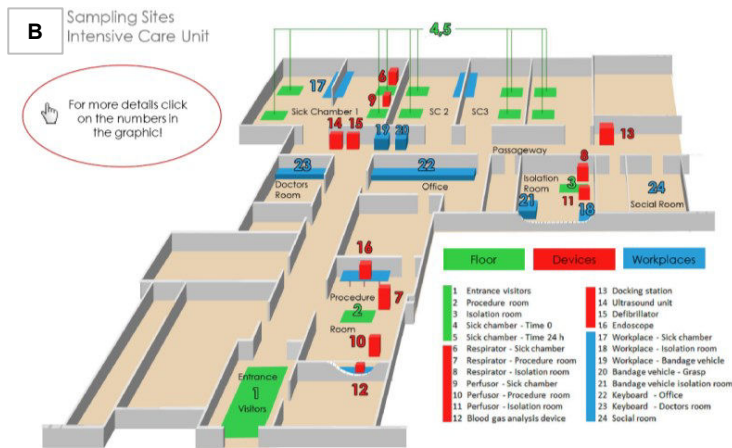 B
Sampling Sites
Intensive Care Unit
4,5
For more details click
on the numbers in
the graphic!
17
6
9
Sick Chamber 1
SC 2
SC3
14
15
19
20
13
Passageway
23
22
8
Doctors
Room
Office
Isolation
Room
3
11
24
21
18
Social Room
16
Procedure
7
2
Room
10
12
Entrance
1
Visitors
Floor
Devices
Workplaces
1 Entrance visitors
2 Procedure room
3 Isolation room
4 Sick chamber - Time 0
5 Sick chamber - Time 24 h
6 Respirator - Sick chamber
7 Respirator - Procedure room
8 Respirator - Isolation room
9 Perfusor - Sick chamber
10 Perfusor - Procedure room
11 Perfusor - Isolation room
12 Blood gas analysis device
13 Docking station
14 Ultrasound unit
15 Defibrillator
16 Endoscope
17 Workplace - Sick chamber
18 Workplace - Isolation room
19 Workplace - Bandage vehicle
20 Bandage vehicle - Grasp
21 Bandage vehicle isolation room
22 Keyboard - Office
23 Keyboard - Doctors room
24 Social room